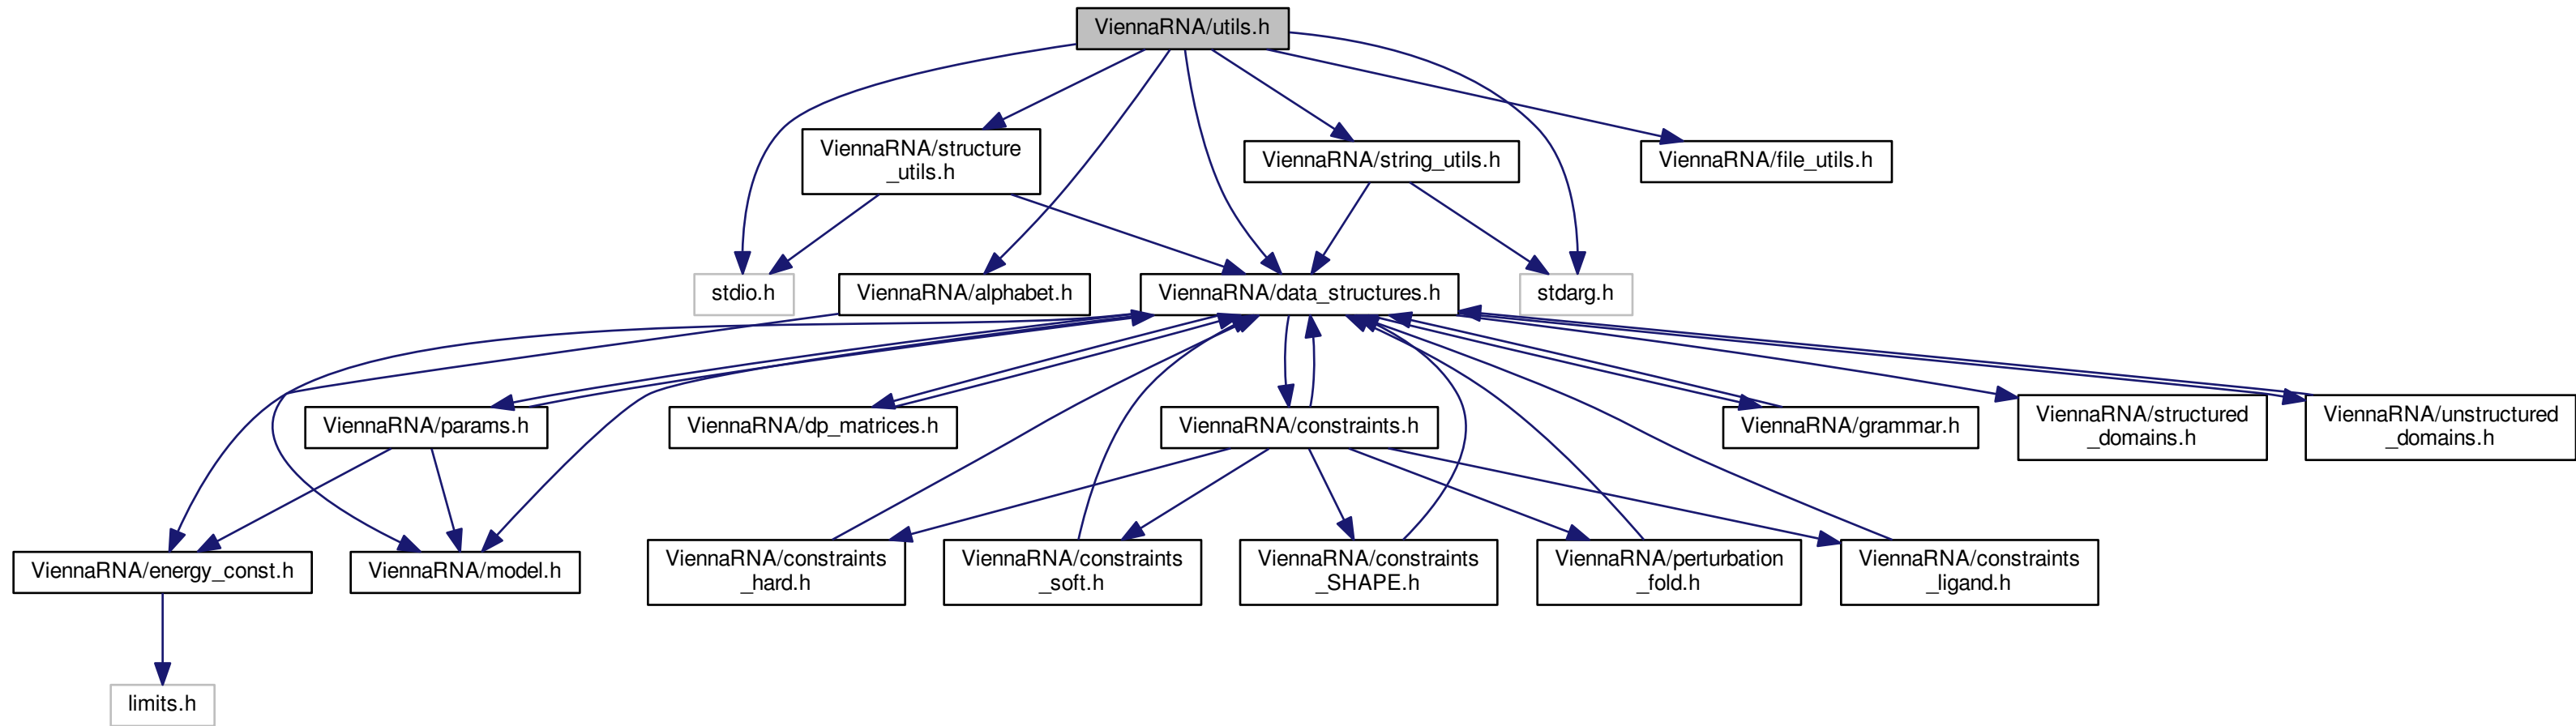 ViennaRNA/utils.h
ViennaRNA/structure
_utils.h
ViennaRNA/string_utils.h
ViennaRNA/file_utils.h
stdio.h
ViennaRNA/alphabet.h
ViennaRNA/data_structures.h
stdarg.h
ViennaRNA/params.h
ViennaRNA/dp_matrices.h
ViennaRNA/constraints.h
ViennaRNA/grammar.h
ViennaRNA/structured
_domains.h
ViennaRNA/unstructured
_domains.h
ViennaRNA/energy_const.h
ViennaRNA/model.h
ViennaRNA/constraints
_hard.h
ViennaRNA/constraints
_soft.h
ViennaRNA/constraints
_SHAPE.h
ViennaRNA/perturbation
_fold.h
ViennaRNA/constraints
_ligand.h
limits.h